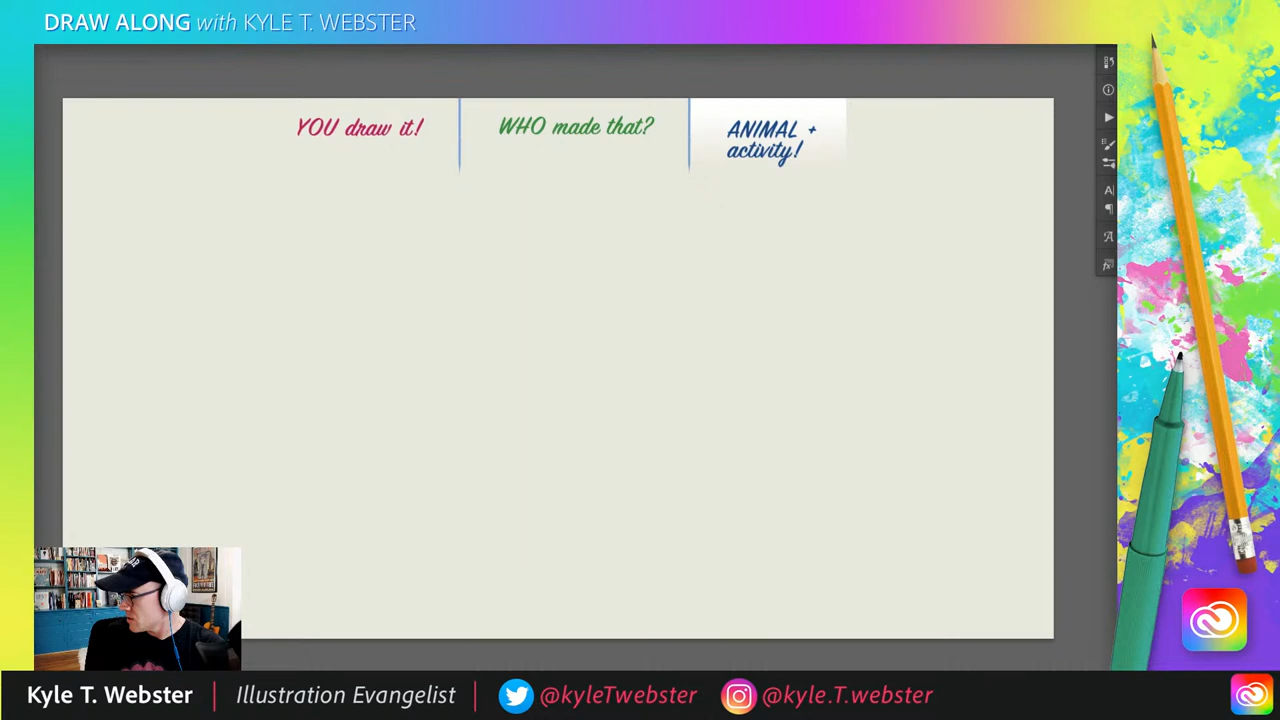 DRAW ALONG with KYLE T. WEBSTER
YOU draw it!
WHO made that?
ANIMAL +
activity!
Kyle T. Webster | Illustration Evangelist | @kyleTwebster @kyle.T.webster